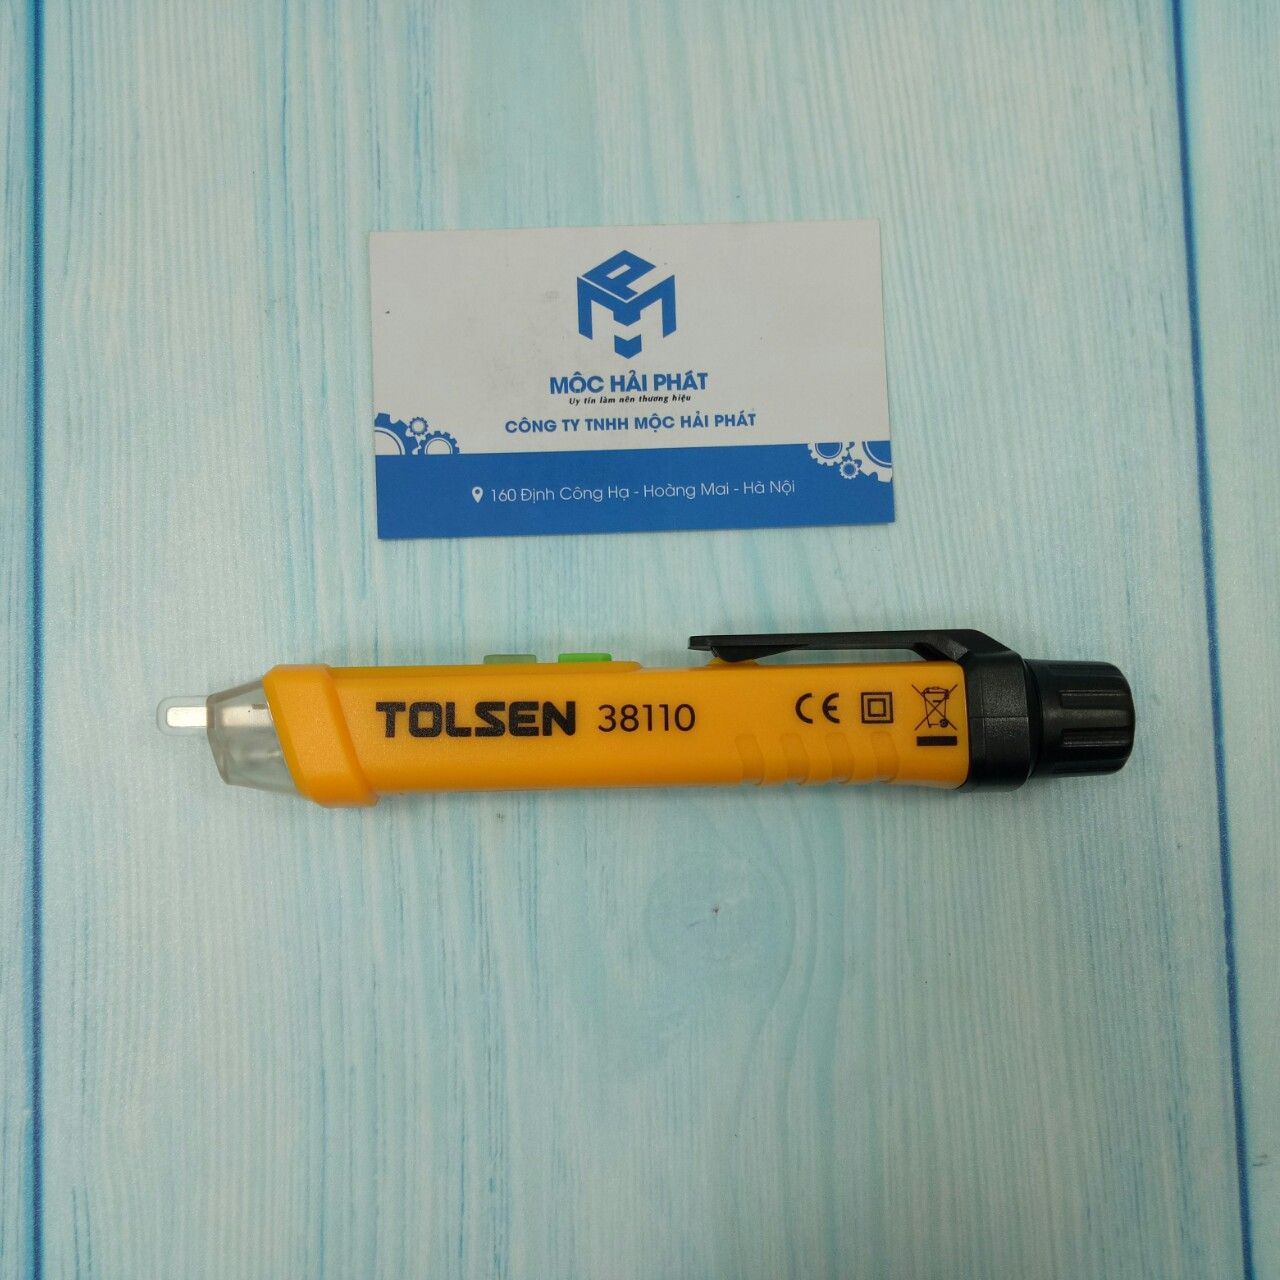 MỘC HẢI PHÁT
Uy tín làm nên thương hiệu
CÔNG TY TNHH MỘC HẢI PHÁT
160 Định Công Hạ - Hoàng Mai - Hà Nội
TOLSEN 38110 CE